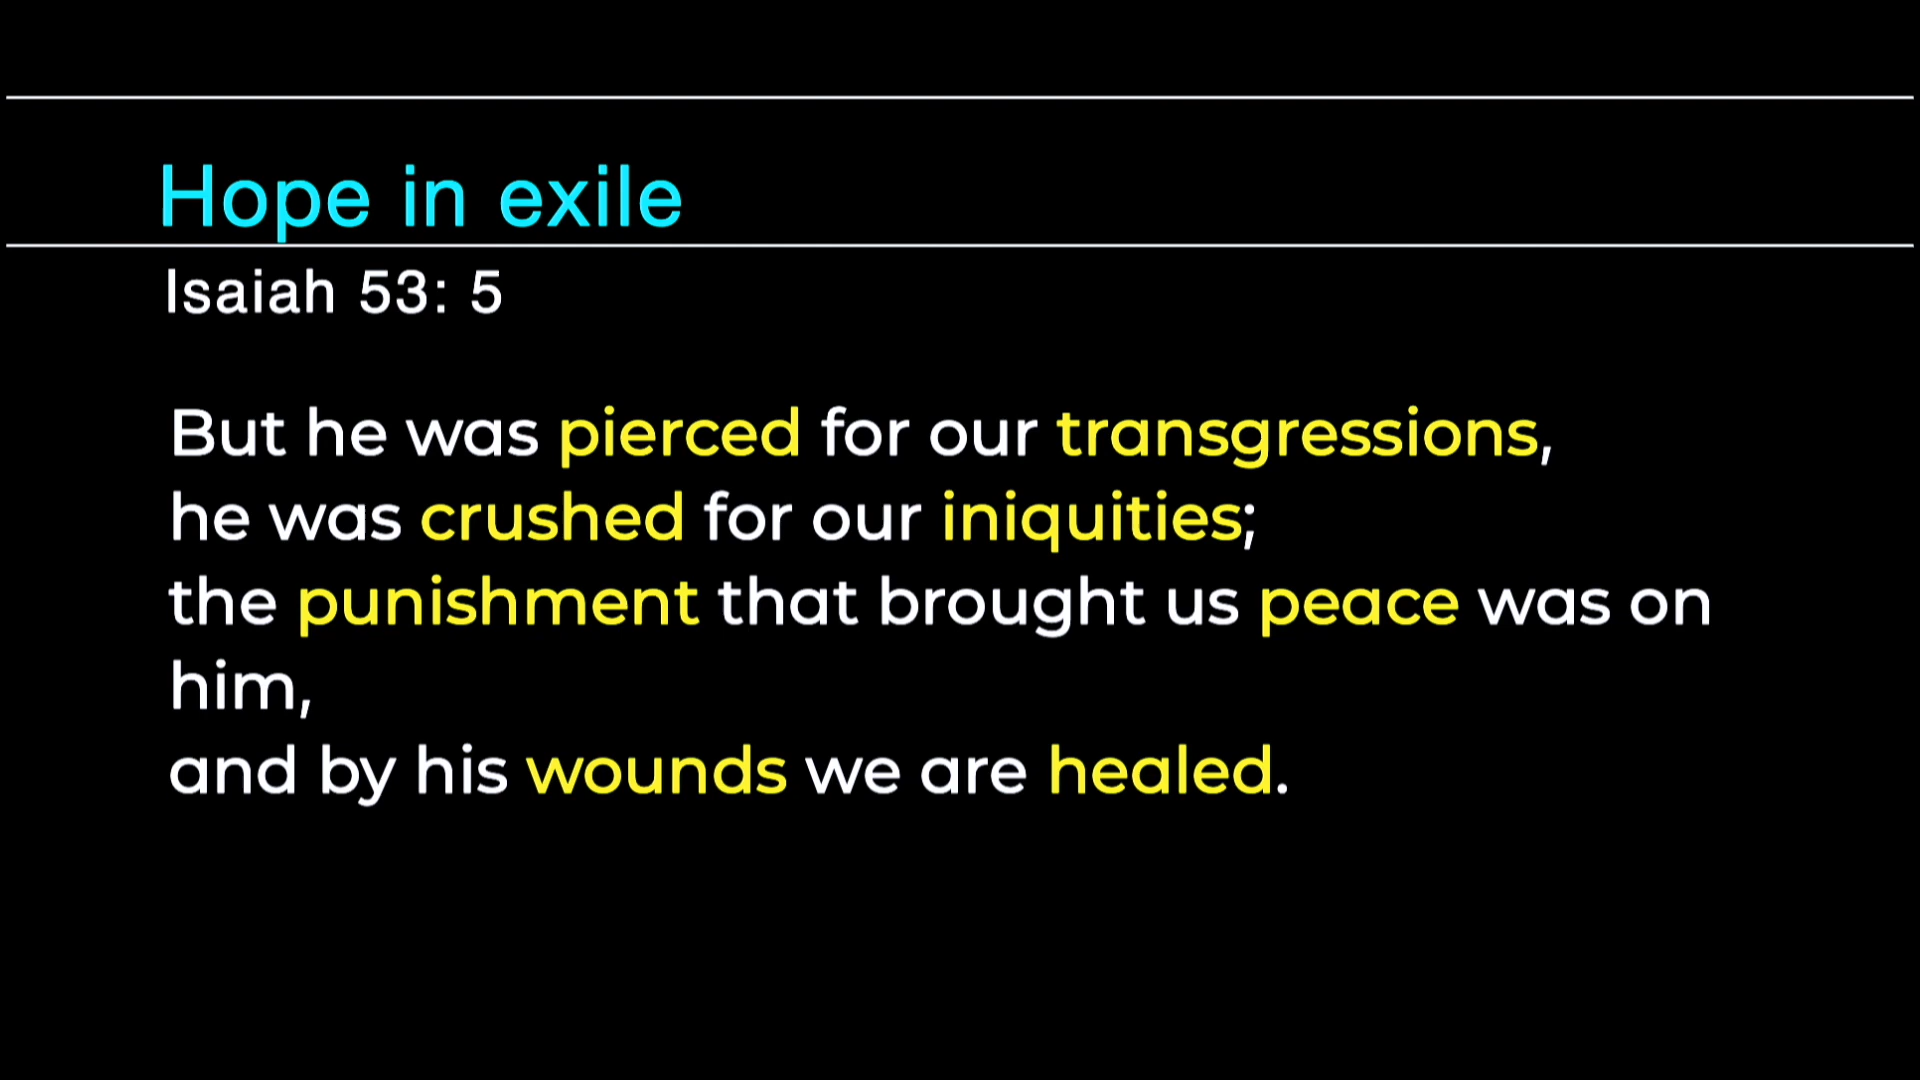 Hope in exile
Isaiah 53: 5
But he was pierced for our transgressions,
he was crushed for our iniquities;
the punishment that brought us peace was on
him,
and by his wounds we are healed.